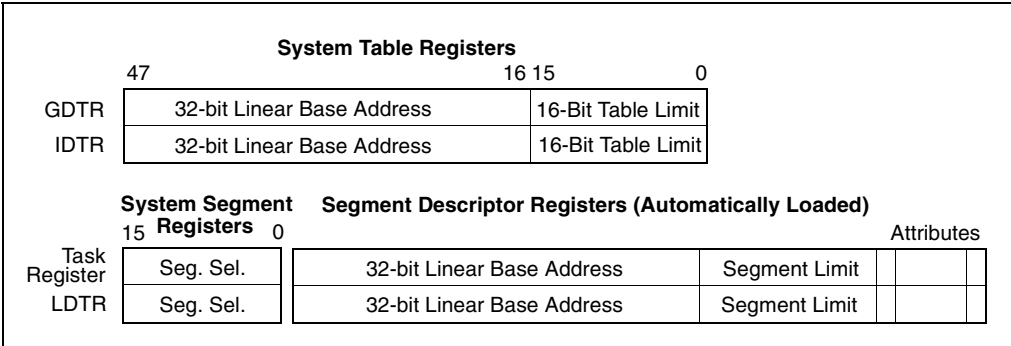 System Table Registers
47 16 15 0
GDTR 32-bit Linear Base Address 16-Bit Table Limit
IDTR 32-bit Linear Base Address 16-Bit Table Limit
System Segment Segment Descriptor Registers (Automatically Loaded)
15 Registers 0 Attributes
Task
Register Seg. Sel. 32-bit Linear Base Address Segment Limit
LDTR Seg. Sel. 32-bit Linear Base Address Segment Limit